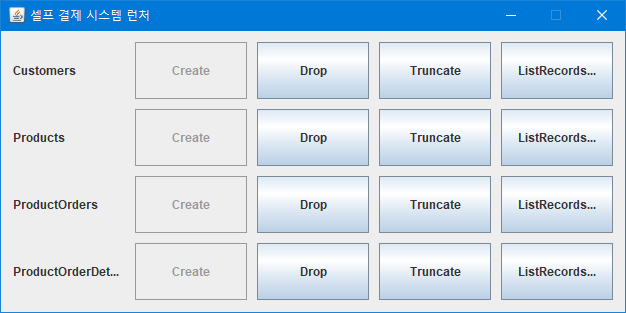 셀프 결제 시스템 런처
Customers Create Drop Truncate ListRecords...
Products Create Drop Truncate ListRecords...
ProductOrders Create Drop Truncate ListRecords...
ProductOrderDet... Create Drop Truncate ListRecords...